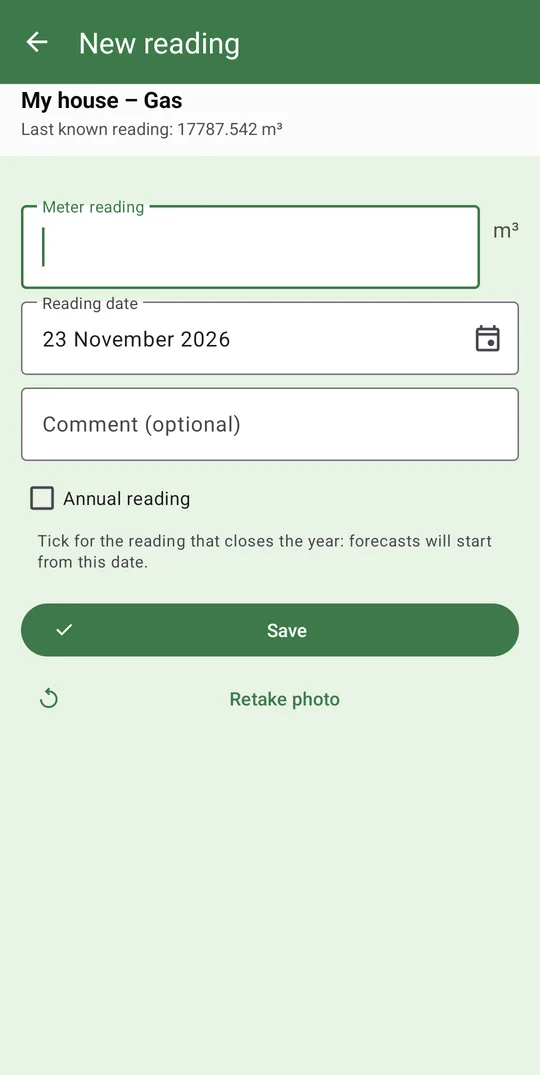 New reading
My house – Gas
Last known reading: 17787.542 m³
Meter reading
m³
Reading date
23 November 2026
Comment (optional)
Annual reading
Tick for the reading that closes the year: forecasts will start
from this date.
Save
Retake photo